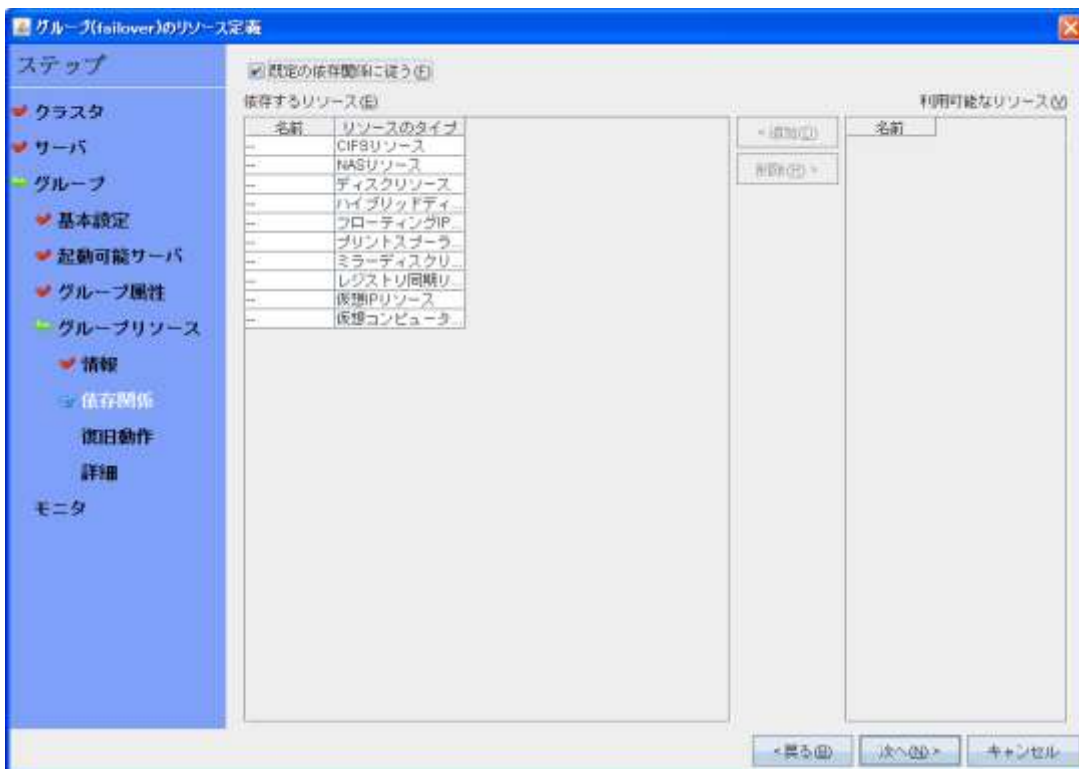 グループ(failover)のリソース定義
ステップ
クラスタ
サーバ
グループ
基本設定
起動可能サーバ
グループ属性
グループリソース
情報
依存関係
復旧動作
詳細
モニタ
既定の依存関係に従う(F)
依存するリソース(E)
名前 リソースのタイプ
-- CIFSリソース
-- NASリソース
-- ディスクリソース
-- ハイブリッドディ...
-- フローティングIP...
-- プリントスプーラ...
-- ミラーディスクリ...
-- レジストリ同期リ...
-- 仮想IPリソース
-- 仮想コンピュータ...
< 追加(D)
削除(R) >
利用可能なリソース(V)
名前
<戻る(B)
次へ(N) >
キャンセル